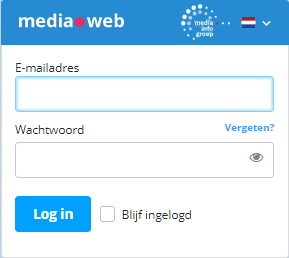 media web
media
info
groep
E-mailadres
Wachtwoord
Vergeten?
Log in
Blijf ingelogd